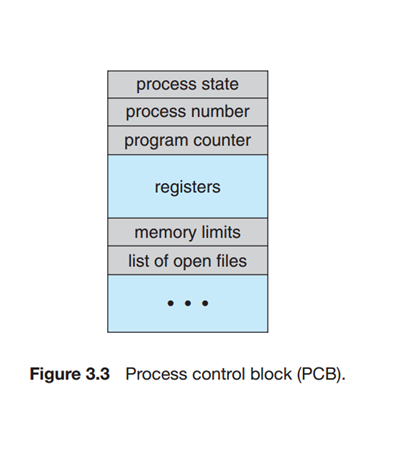 process state
process number
program counter
registers
memory limits
list of open files
• • •
Figure 3.3 Process control block (PCB).